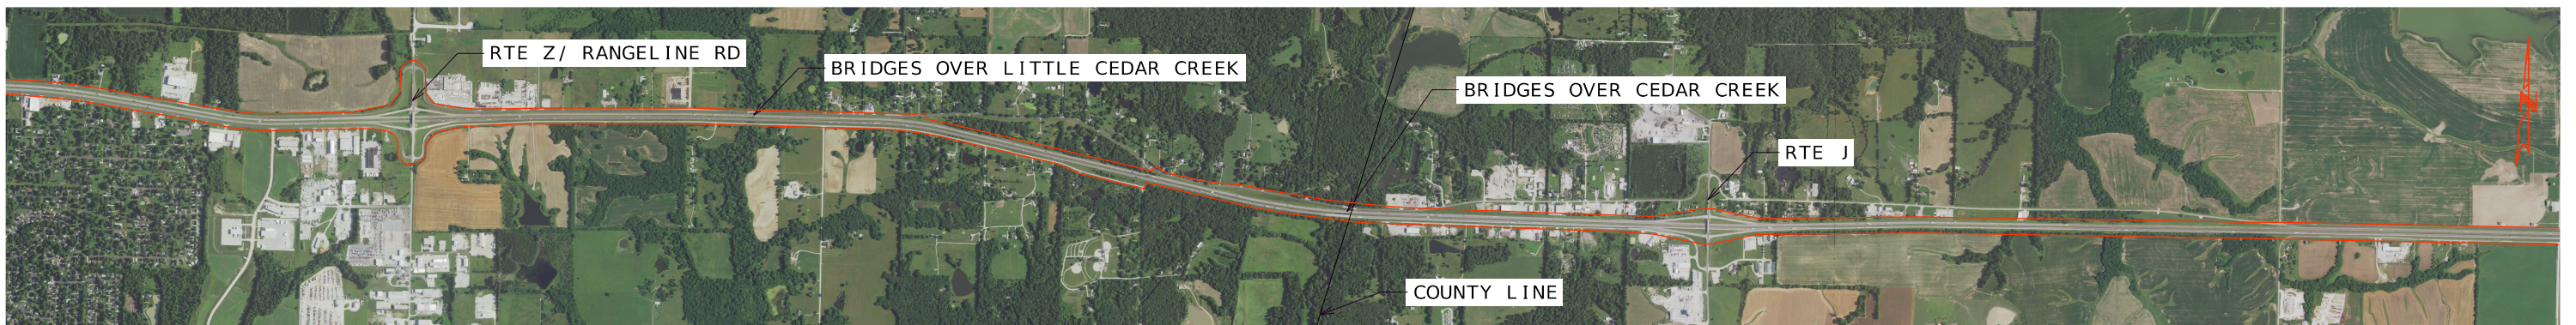 RTE Z/ RANGELINE RD
BRIDGES OVER LITTLE CEDAR CREEK
BRIDGES OVER CEDAR CREEK
RTE J
COUNTY LINE